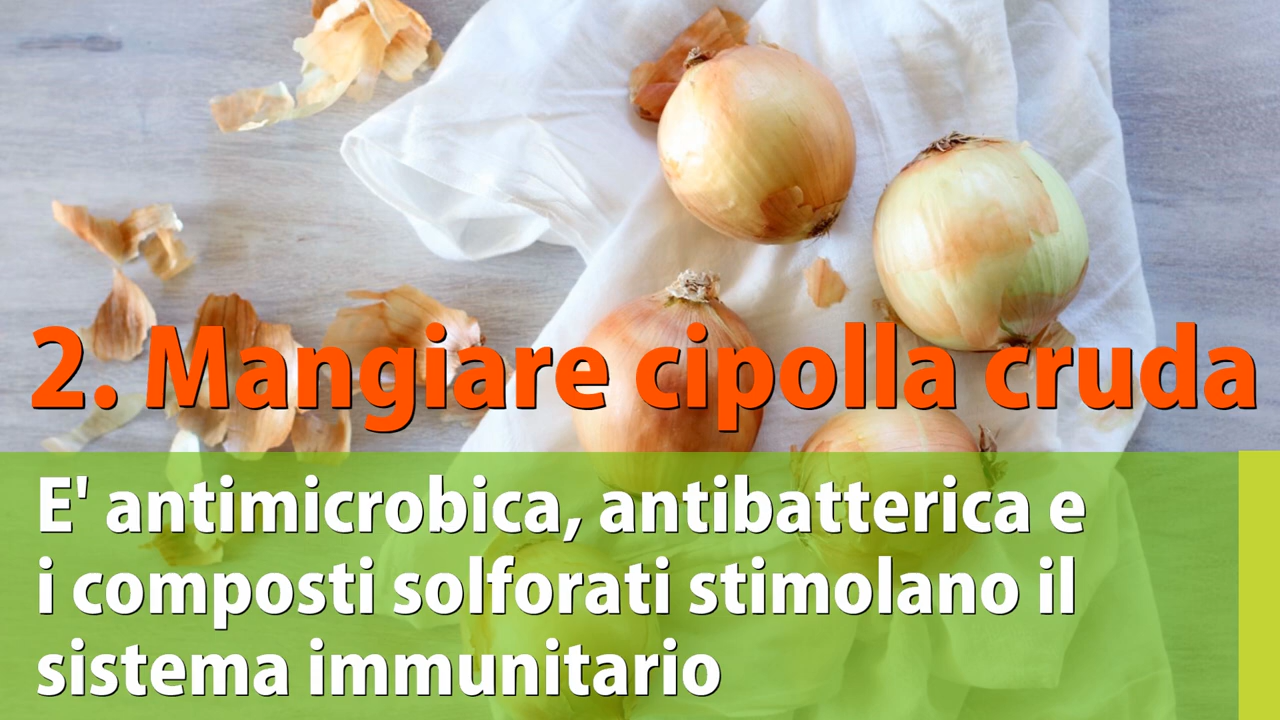 2. Mangiare cipolla cruda
E' antimicrobica, antibatterica e
i composti solforati stimolano il
sistema immunitario